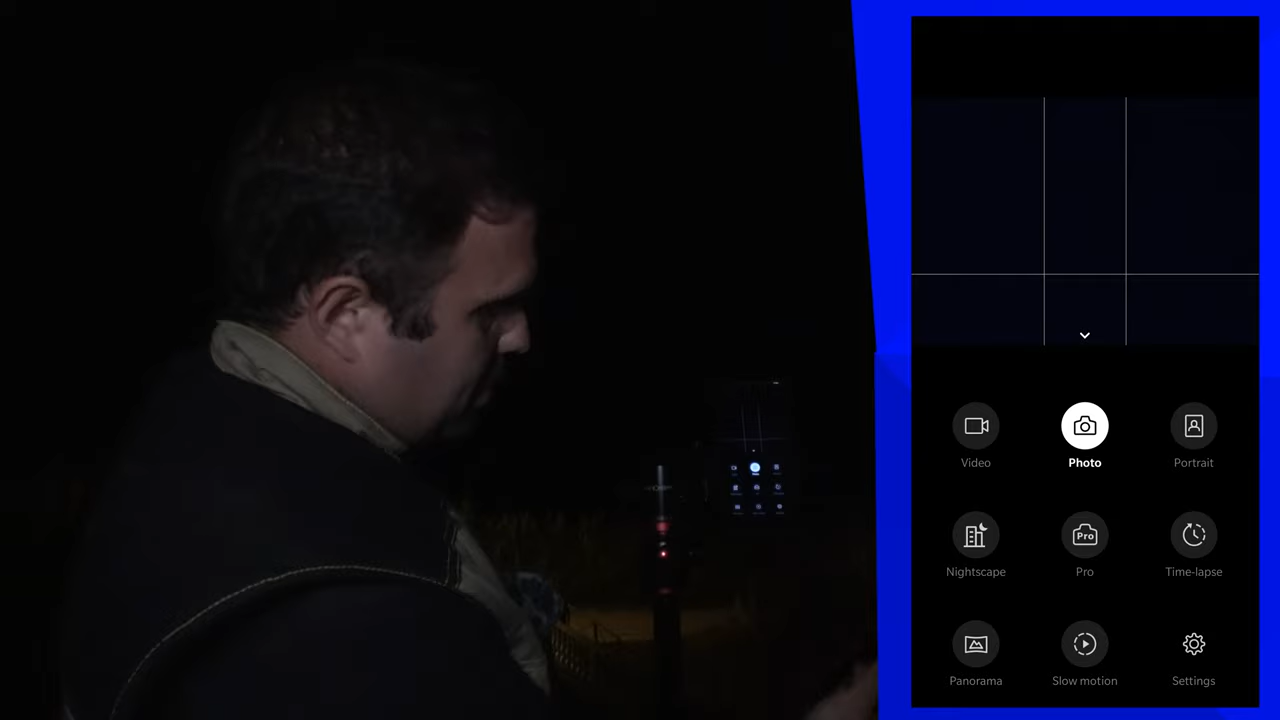 Video
Photo
Portrait
Nightscape
Pro
Pro
Time-lapse
Panorama
Slow motion
Settings